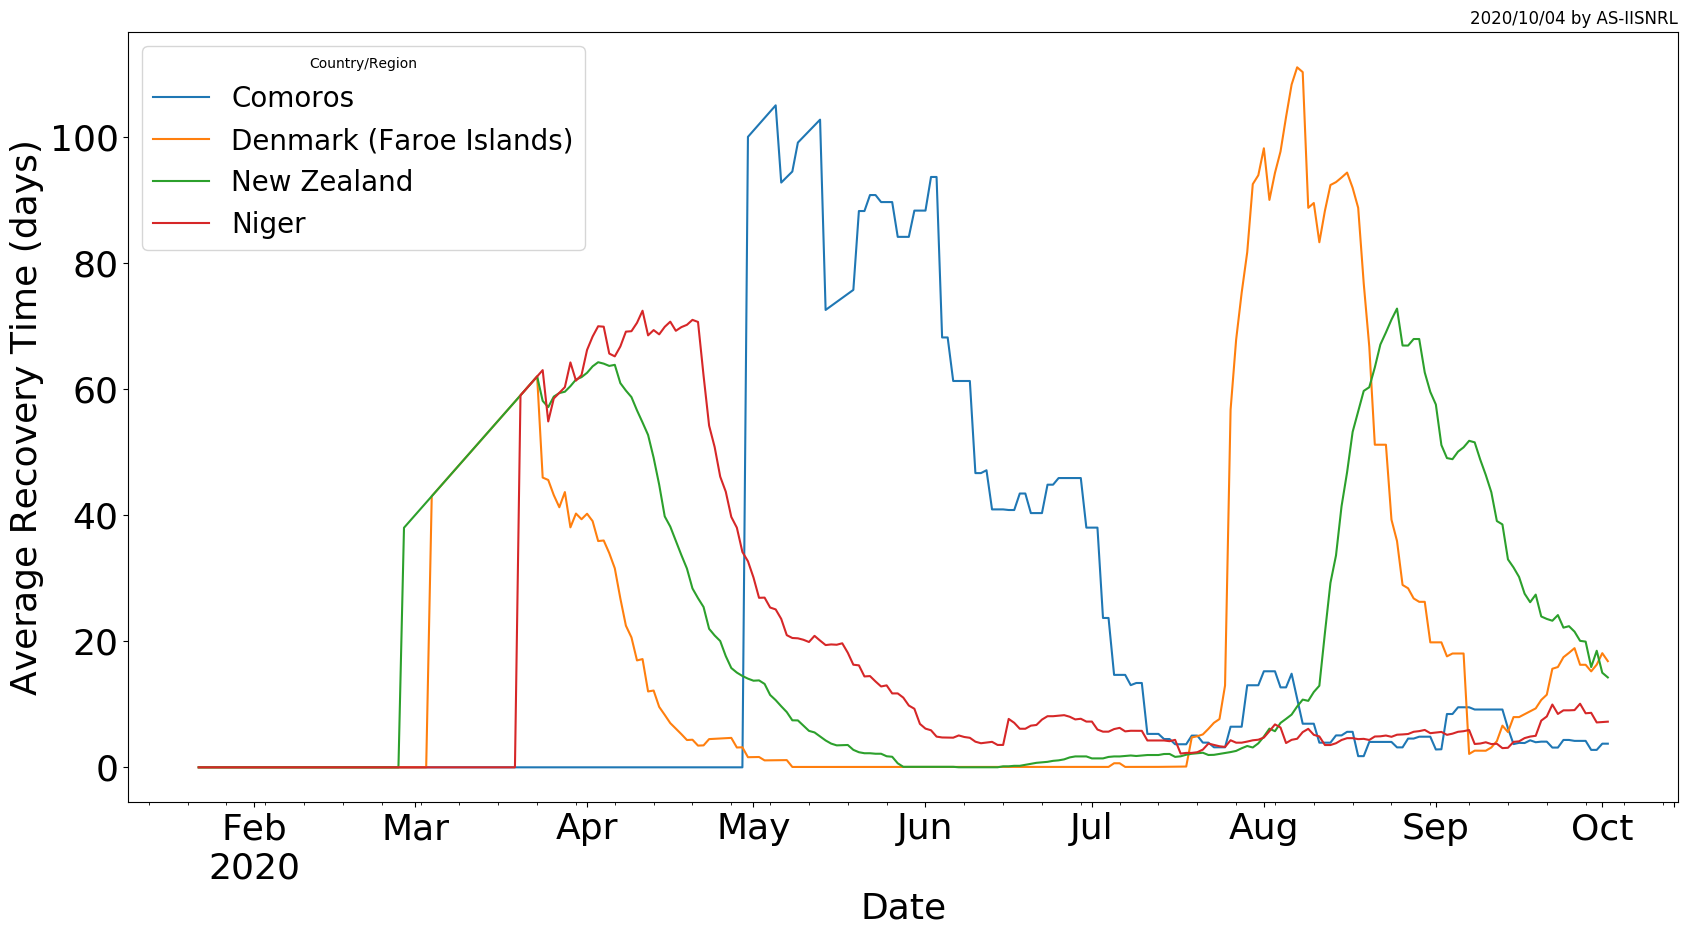 2020/10/04 by AS-IISNRL
Country/Region
Comoros
Denmark (Faroe Islands)
New Zealand
Niger
Average Recovery Time (days)
100
80
60
40
20
0
Feb Mar Apr May Jun Jul Aug Sep Oct
2020
Date